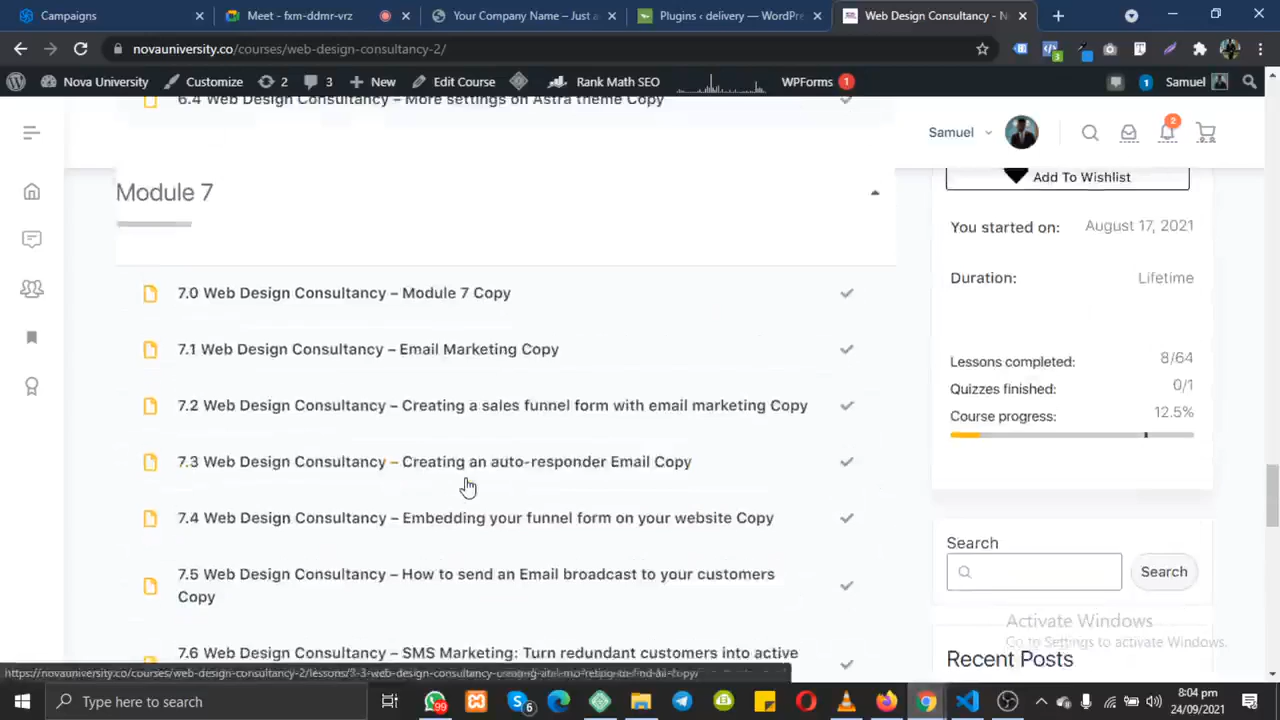 Campaigns
Meet - fxm-ddmr-vrz
Your Company Name – Just a
Plugins ‹ delivery — WordPre
Web Design Consultancy - N
novauniversity.co/courses/web-design-consultancy-2/
Nova University
Customize
2
3
New
Edit Course
Rank Math SEO
WPForms 1
1
Samuel
6.4 Web Design Consultancy – More settings on Astra theme Copy
Samuel
2
Module 7
7.0 Web Design Consultancy – Module 7 Copy
7.1 Web Design Consultancy – Email Marketing Copy
7.2 Web Design Consultancy – Creating a sales funnel form with email marketing Copy
7.3 Web Design Consultancy – Creating an auto-responder Email Copy
7.4 Web Design Consultancy – Embedding your funnel form on your website Copy
7.5 Web Design Consultancy – How to send an Email broadcast to your customers
Copy
7.6 Web Design Consultancy – SMS Marketing: Turn redundant customers into active
Add To Wishlist
You started on: August 17, 2021
Duration: Lifetime
Lessons completed: 8/64
Quizzes finished: 0/1
Course progress: 12.5%
Search
Search
Activate Windows
Go to Settings to activate Windows.
Recent Posts
Type here to search
99
6
8:04 pm
24/09/2021